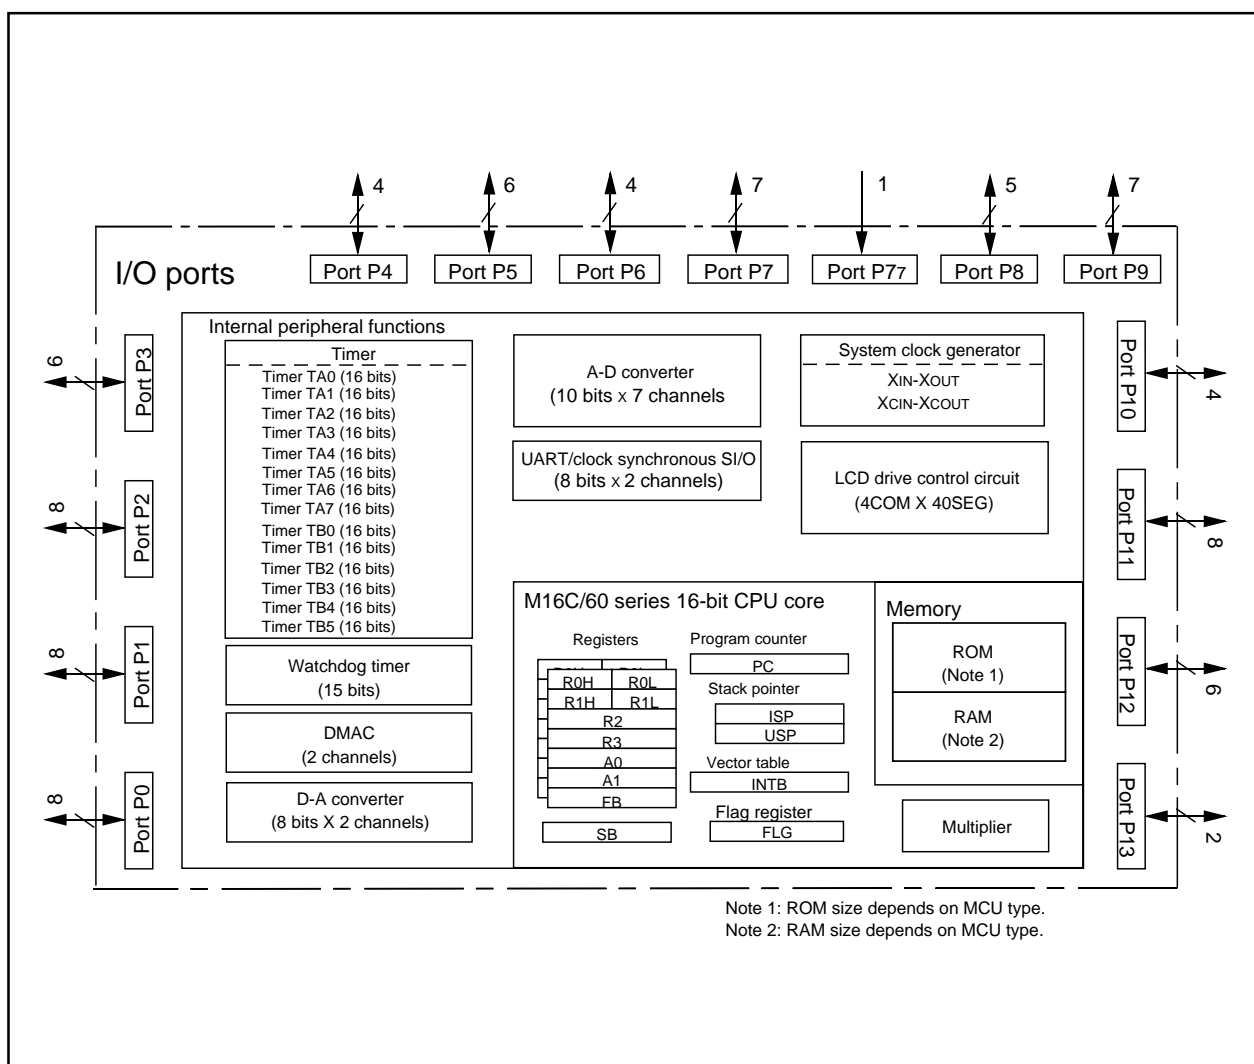 4
6
4
7
1
5
7
I/O ports
Port P4
Port P5
Port P6
Port P7
Port P77
Port P8
Port P9
6
Port P3
8
Port P2
8
Port P1
8
Port P0
Internal peripheral functions
Timer
Timer TA0 (16 bits)
Timer TA1 (16 bits)
Timer TA2 (16 bits)
Timer TA3 (16 bits)
Timer TA4 (16 bits)
Timer TA5 (16 bits)
Timer TA6 (16 bits)
Timer TA7 (16 bits)
Timer TB0 (16 bits)
Timer TB1 (16 bits)
Timer TB2 (16 bits)
Timer TB3 (16 bits)
Timer TB4 (16 bits)
Timer TB5 (16 bits)
Watchdog timer
(15 bits)
DMAC
(2 channels)
D-A converter
(8 bits X 2 channels)
A-D converter
(10 bits x 7 channels
UART/clock synchronous SI/O
(8 bits x 2 channels)
System clock generator
XIN-XOUT
XCIN-XCOUT
LCD drive control circuit
(4COM X 40SEG)
M16C/60 series 16-bit CPU core
Registers
R0H
R0L
R1H
R1L
R2
R3
A0
A1
FB
SB
Program counter
PC
Stack pointer
ISP
USP
Vector table
INTB
Flag register
FLG
Memory
ROM
(Note 1)
RAM
(Note 2)
Multiplier
Port P10
4
Port P11
8
Port P12
6
Port P13
2
Note 1: ROM size depends on MCU type.
Note 2: RAM size depends on MCU type.